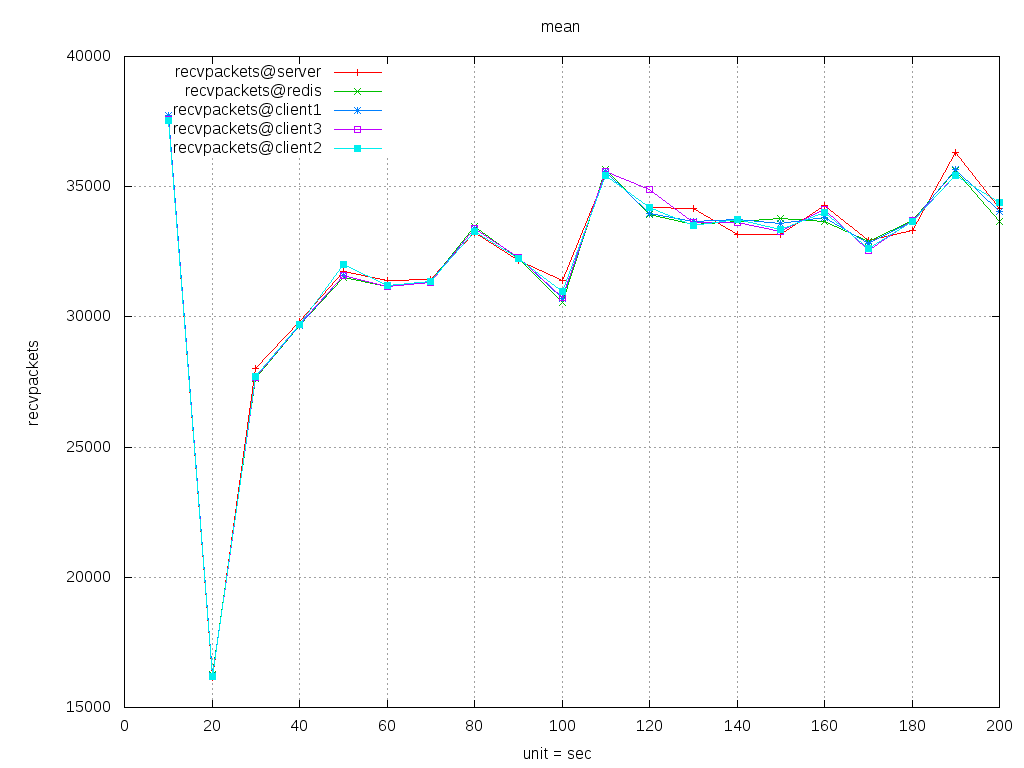 mean
40000
35000
30000
25000
20000
15000
recvpackets
recvpackets@server
recvpackets@redis
recvpackets@client1
recvpackets@client3
recvpackets@client2
0 20 40 60 80 100 120 140 160 180 200
unit = sec